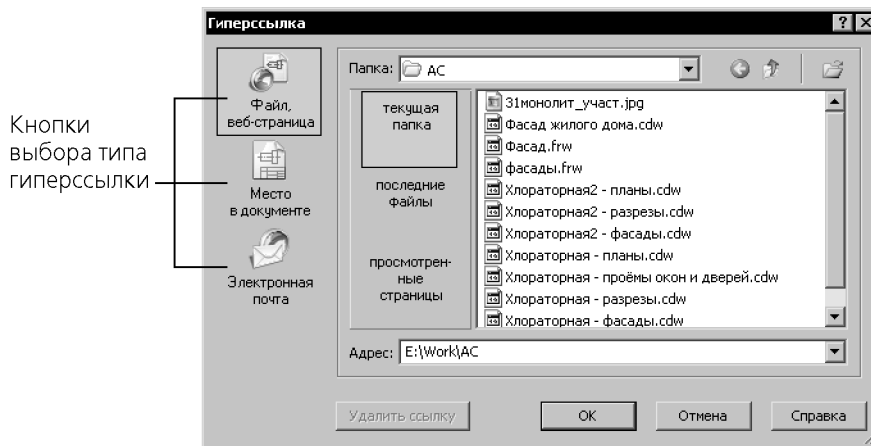 Гиперссылка
Кнопки
выбора типа
гиперссылки
Файл,
веб-страница
Место
в документе
Электронная
почта
Папка: АС
текущая
папка
последние
файлы
просмотрен-
ные
страницы
31монолит_участ.jpg
Фасад жилого дома.cdw
Фасад.frw
фасады.frw
Хлораторная2 - планы.cdw
Хлораторная2 - разрезы.cdw
Хлораторная2 - фасады.cdw
Хлораторная - планы.cdw
Хлораторная - проёмы окон и дверей.cdw
Хлораторная - разрезы.cdw
Хлораторная - фасады.cdw
Адрес: E:\Work\АС
Удалить ссылку
ОК
Отмена
Справка